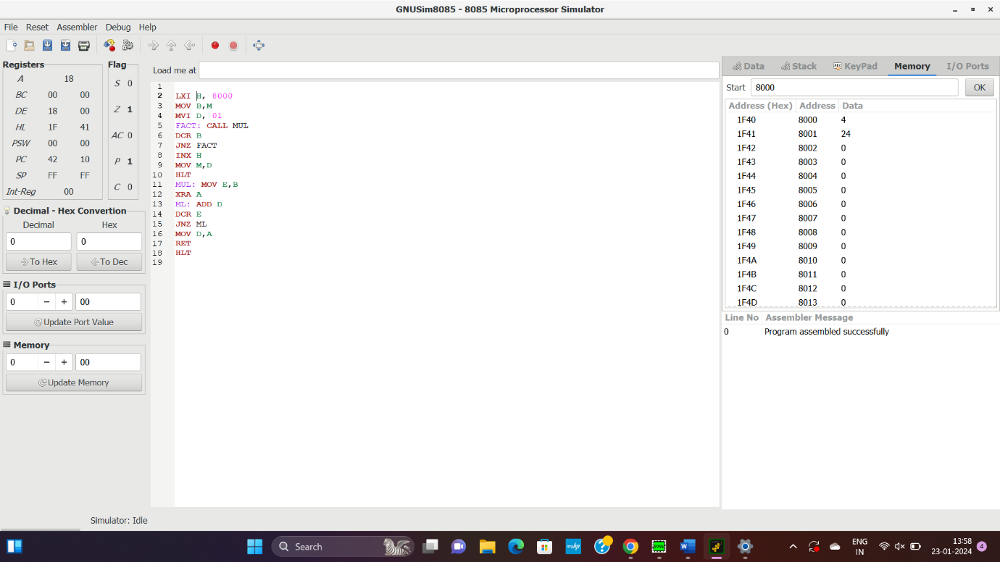 GNUSim8085 - 8085 Microprocessor Simulator
File Reset Assembler Debug Help
Registers
A 18
BC 00 00
DE 18 00
HL 1F 41
PSW 00 00
PC 42 10
SP FF FF
Int-Reg 00
Flag
S 0
Z 1
AC 0
P 1
C 0
Decimal - Hex Convertion
Decimal Hex
0 0
To Hex To Dec
I/O Ports
0 − + 00
Update Port Value
Memory
0 − + 00
Update Memory
Load me at
1
2 LXI H, 8000
3 MOV B,M
4 MVI D, 01
5 FACT: CALL MUL
6 DCR B
7 JNZ FACT
8 INX H
9 MOV M,D
10 HLT
11 MUL: MOV E,B
12 XRA A
13 ML: ADD D
14 DCR E
15 JNZ ML
16 MOV D,A
17 RET
18 HLT
19
Data Stack KeyPad Memory I/O Ports
Start 8000 OK
Address (Hex) Address Data
1F40 8000 4
1F41 8001 24
1F42 8002 0
1F43 8003 0
1F44 8004 0
1F45 8005 0
1F46 8006 0
1F47 8007 0
1F48 8008 0
1F49 8009 0
1F4A 8010 0
1F4B 8011 0
1F4C 8012 0
1F4D 8013 0
Line No Assembler Message
0 Program assembled successfully
Simulator: Idle
Search
ENG
IN
13:58
23-01-2024
4